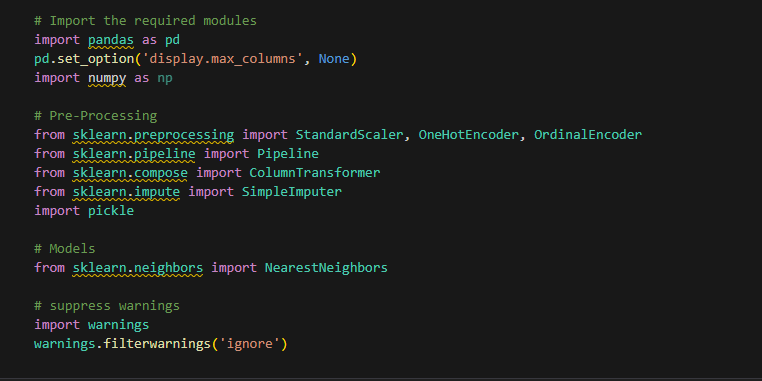 # Import the required modules
import pandas as pd
pd.set_option('display.max_columns', None)
import numpy as np
# Pre-Processing
from sklearn.preprocessing import StandardScaler, OneHotEncoder, OrdinalEncoder
from sklearn.pipeline import Pipeline
from sklearn.compose import ColumnTransformer
from sklearn.impute import SimpleImputer
import pickle
# Models
from sklearn.neighbors import NearestNeighbors
# suppress warnings
import warnings
warnings.filterwarnings('ignore')